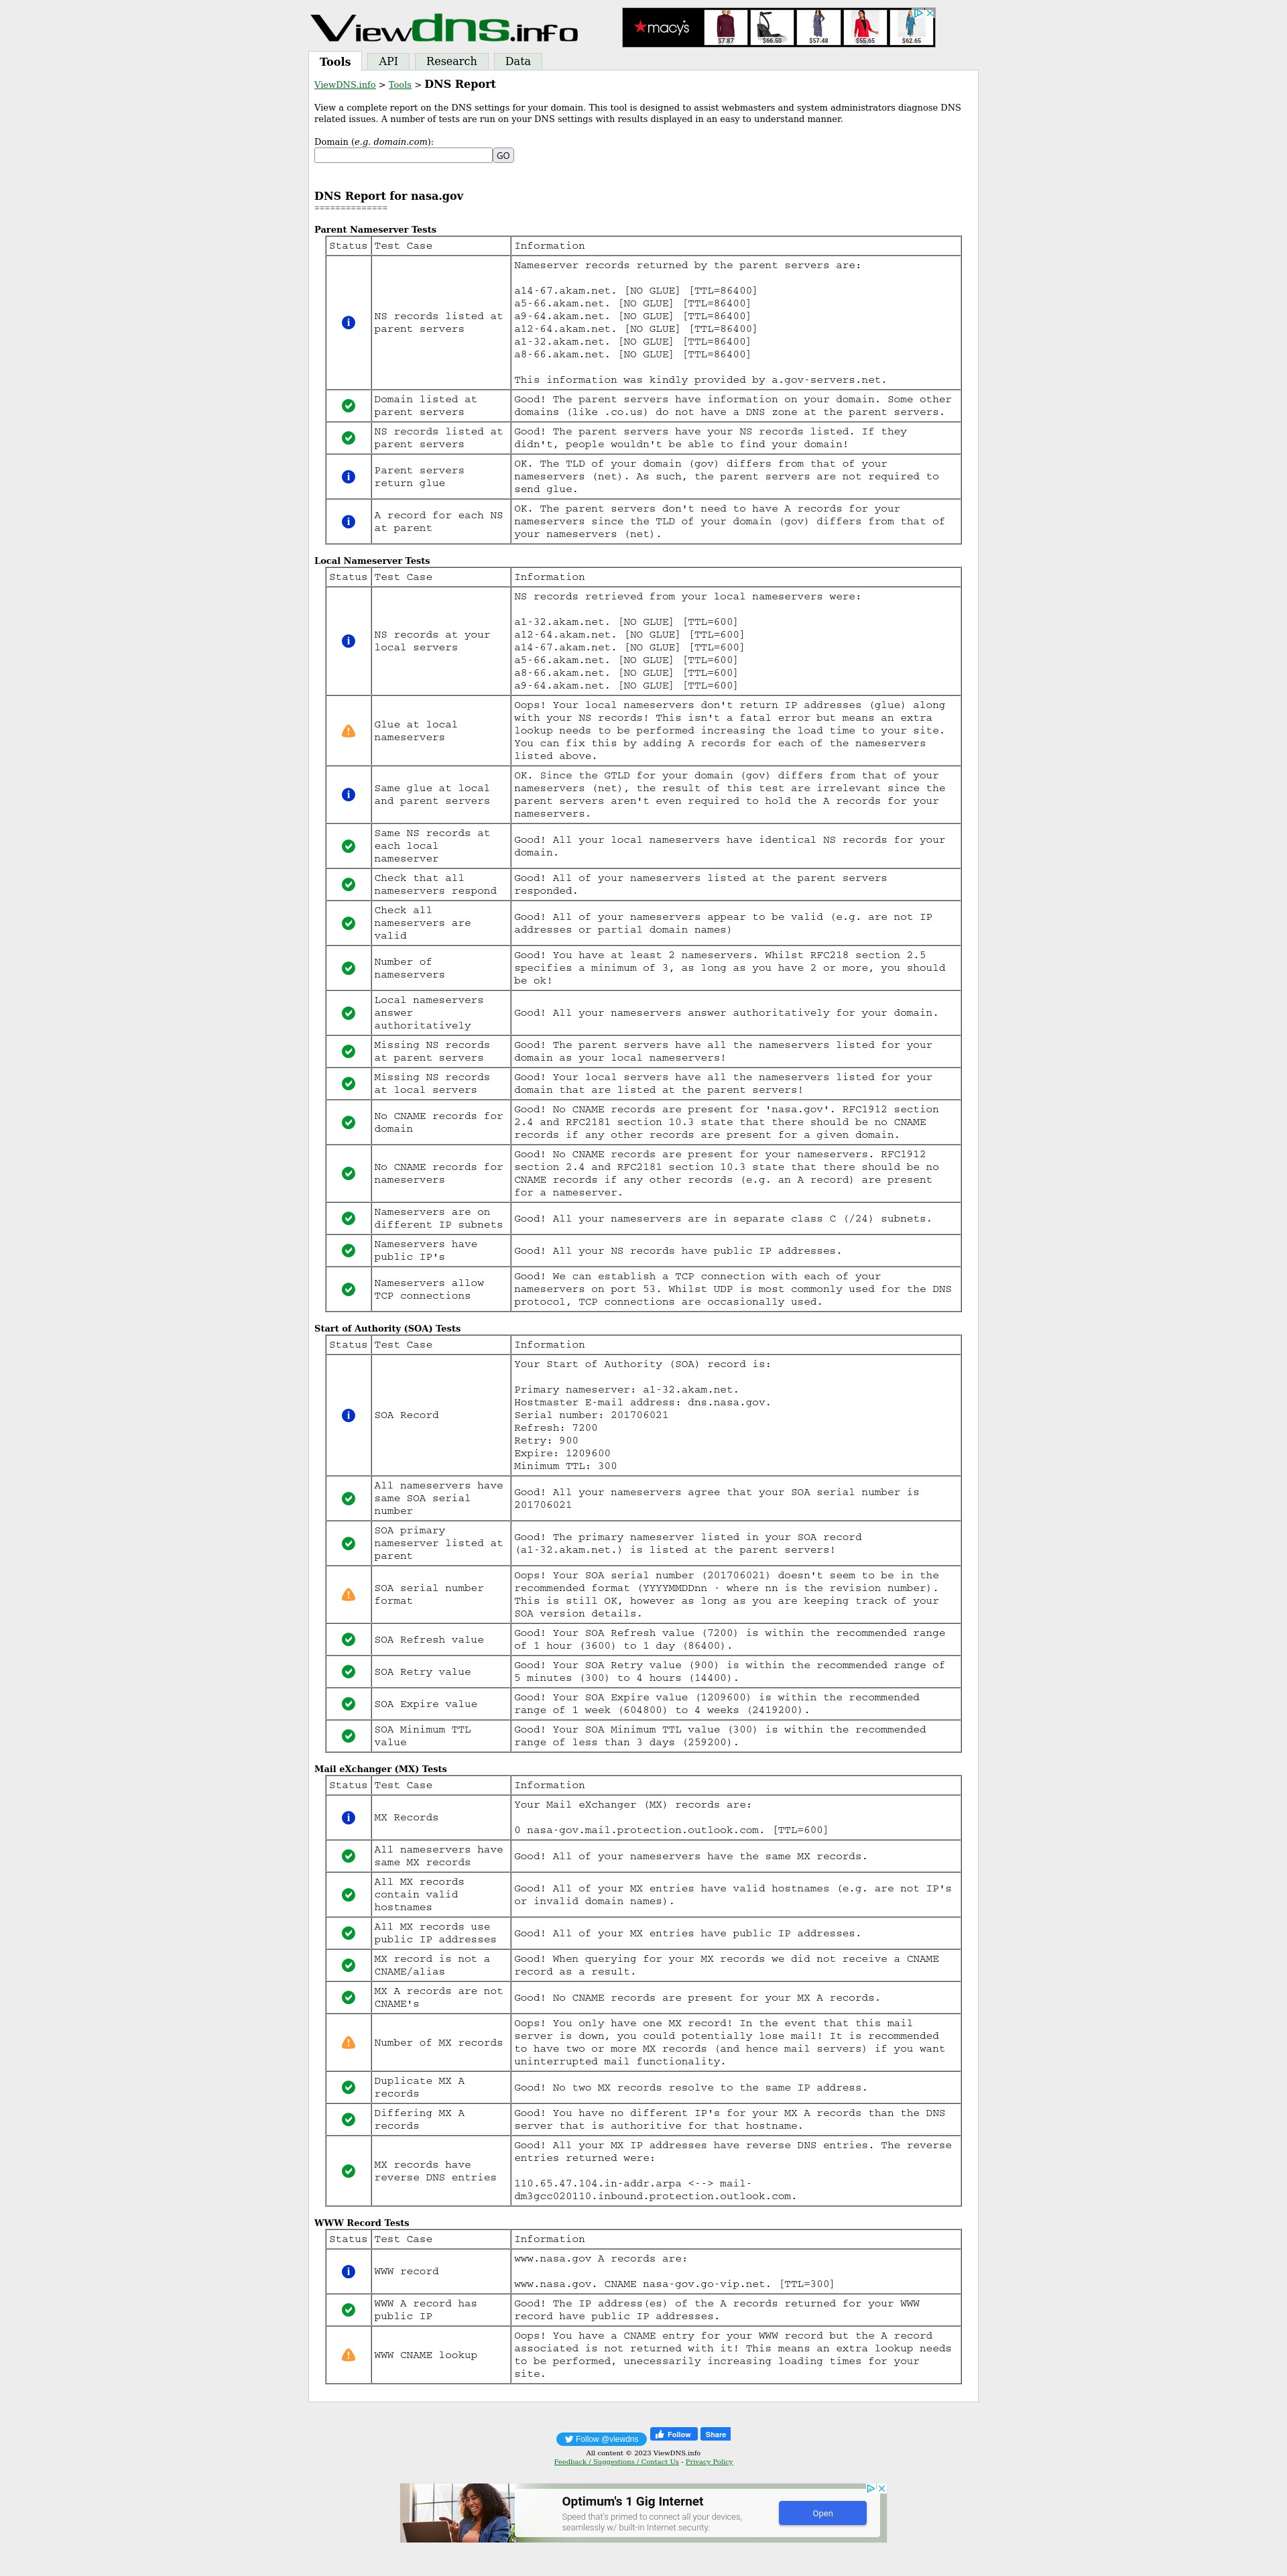 Viewdns.info
macy's
$7.87
$66.50
$57.48
$55.65
$62.65
Tools API Research Data
ViewDNS.info > Tools > DNS Report
View a complete report on the DNS settings for your domain. This tool is designed to assist webmasters and system administrators diagnose DNS
related issues. A number of tests are run on your DNS settings with results displayed in an easy to understand manner.
Domain (e.g. domain.com):
GO
DNS Report for nasa.gov
==============
Parent Nameserver Tests
Status Test Case Information
NS records listed at
parent servers
Nameserver records returned by the parent servers are:
a14-67.akam.net. [NO GLUE] [TTL=86400]
a5-66.akam.net. [NO GLUE] [TTL=86400]
a9-64.akam.net. [NO GLUE] [TTL=86400]
a12-64.akam.net. [NO GLUE] [TTL=86400]
a1-32.akam.net. [NO GLUE] [TTL=86400]
a8-66.akam.net. [NO GLUE] [TTL=86400]
This information was kindly provided by a.gov-servers.net.
Domain listed at
parent servers
Good! The parent servers have information on your domain. Some other
domains (like .co.us) do not have a DNS zone at the parent servers.
NS records listed at
parent servers
Good! The parent servers have your NS records listed. If they
didn't, people wouldn't be able to find your domain!
Parent servers
return glue
OK. The TLD of your domain (gov) differs from that of your
nameservers (net). As such, the parent servers are not required to
send glue.
A record for each NS
at parent
OK. The parent servers don't need to have A records for your
nameservers since the TLD of your domain (gov) differs from that of
your nameservers (net).
Local Nameserver Tests
Status Test Case Information
NS records at your
local servers
NS records retrieved from your local nameservers were:
a1-32.akam.net. [NO GLUE] [TTL=600]
a12-64.akam.net. [NO GLUE] [TTL=600]
a14-67.akam.net. [NO GLUE] [TTL=600]
a5-66.akam.net. [NO GLUE] [TTL=600]
a8-66.akam.net. [NO GLUE] [TTL=600]
a9-64.akam.net. [NO GLUE] [TTL=600]
Glue at local
nameservers
Oops! Your local nameservers don't return IP addresses (glue) along
with your NS records! This isn't a fatal error but means an extra
lookup needs to be performed increasing the load time to your site.
You can fix this by adding A records for each of the nameservers
listed above.
Same glue at local
and parent servers
OK. Since the GTLD for your domain (gov) differs from that of your
nameservers (net), the result of this test are irrelevant since the
parent servers aren't even required to hold the A records for your
nameservers.
Same NS records at
each local
nameserver
Good! All your local nameservers have identical NS records for your
domain.
Check that all
nameservers respond
Good! All of your nameservers listed at the parent servers
responded.
Check all
nameservers are
valid
Good! All of your nameservers appear to be valid (e.g. are not IP
addresses or partial domain names)
Number of
nameservers
Good! You have at least 2 nameservers. Whilst RFC218 section 2.5
specifies a minimum of 3, as long as you have 2 or more, you should
be ok!
Local nameservers
answer
authoritatively
Good! All your nameservers answer authoritatively for your domain.
Missing NS records
at parent servers
Good! The parent servers have all the nameservers listed for your
domain as your local nameservers!
Missing NS records
at local servers
Good! Your local servers have all the nameservers listed for your
domain that are listed at the parent servers!
No CNAME records for
domain
Good! No CNAME records are present for 'nasa.gov'. RFC1912 section
2.4 and RFC2181 section 10.3 state that there should be no CNAME
records if any other records are present for a given domain.
No CNAME records for
nameservers
Good! No CNAME records are present for your nameservers. RFC1912
section 2.4 and RFC2181 section 10.3 state that there should be no
CNAME records if any other records (e.g. an A record) are present
for a nameserver.
Nameservers are on
different IP subnets
Good! All your nameservers are in separate class C (/24) subnets.
Nameservers have
public IP's
Good! All your NS records have public IP addresses.
Nameservers allow
TCP connections
Good! We can establish a TCP connection with each of your
nameservers on port 53. Whilst UDP is most commonly used for the DNS
protocol, TCP connections are occasionally used.
Start of Authority (SOA) Tests
Status Test Case Information
SOA Record
Your Start of Authority (SOA) record is:
Primary nameserver: a1-32.akam.net.
Hostmaster E-mail address: dns.nasa.gov.
Serial number: 201706021
Refresh: 7200
Retry: 900
Expire: 1209600
Minimum TTL: 300
All nameservers have
same SOA serial
number
Good! All your nameservers agree that your SOA serial number is
201706021
SOA primary
nameserver listed at
parent
Good! The primary nameserver listed in your SOA record
(a1-32.akam.net.) is listed at the parent servers!
SOA serial number
format
Oops! Your SOA serial number (201706021) doesn't seem to be in the
recommended format (YYYYMMDDnn - where nn is the revision number).
This is still OK, however as long as you are keeping track of your
SOA version details.
SOA Refresh value
Good! Your SOA Refresh value (7200) is within the recommended range
of 1 hour (3600) to 1 day (86400).
SOA Retry value
Good! Your SOA Retry value (900) is within the recommended range of
5 minutes (300) to 4 hours (14400).
SOA Expire value
Good! Your SOA Expire value (1209600) is within the recommended
range of 1 week (604800) to 4 weeks (2419200).
SOA Minimum TTL
value
Good! Your SOA Minimum TTL value (300) is within the recommended
range of less than 3 days (259200).
Mail eXchanger (MX) Tests
Status Test Case Information
MX Records
Your Mail eXchanger (MX) records are:
0 nasa-gov.mail.protection.outlook.com. [TTL=600]
All nameservers have
same MX records
Good! All of your nameservers have the same MX records.
All MX records
contain valid
hostnames
Good! All of your MX entries have valid hostnames (e.g. are not IP's
or invalid domain names).
All MX records use
public IP addresses
Good! All of your MX entries have public IP addresses.
MX record is not a
CNAME/alias
Good! When querying for your MX records we did not receive a CNAME
record as a result.
MX A records are not
CNAME's
Good! No CNAME records are present for your MX A records.
Number of MX records
Oops! You only have one MX record! In the event that this mail
server is down, you could potentially lose mail! It is recommended
to have two or more MX records (and hence mail servers) if you want
uninterrupted mail functionality.
Duplicate MX A
records
Good! No two MX records resolve to the same IP address.
Differing MX A
records
Good! You have no different IP's for your MX A records than the DNS
server that is authoritive for that hostname.
MX records have
reverse DNS entries
Good! All your MX IP addresses have reverse DNS entries. The reverse
entries returned were:
110.65.47.104.in-addr.arpa <--> mail-
dm3gcc020110.inbound.protection.outlook.com.
WWW Record Tests
Status Test Case Information
WWW record
www.nasa.gov A records are:
www.nasa.gov. CNAME nasa-gov.go-vip.net. [TTL=300]
WWW A record has
public IP
Good! The IP address(es) of the A records returned for your WWW
record have public IP addresses.
WWW CNAME lookup
Oops! You have a CNAME entry for your WWW record but the A record
associated is not returned with it! This means an extra lookup needs
to be performed, unecessarily increasing loading times for your
site.
Follow @viewdns Follow Share
All content © 2023 ViewDNS.info
Feedback / Suggestions / Contact Us - Privacy Policy
Optimum's 1 Gig Internet
Speed that's primed to connect all your devices,
seamlessly w/ built-in Internet security.
Open